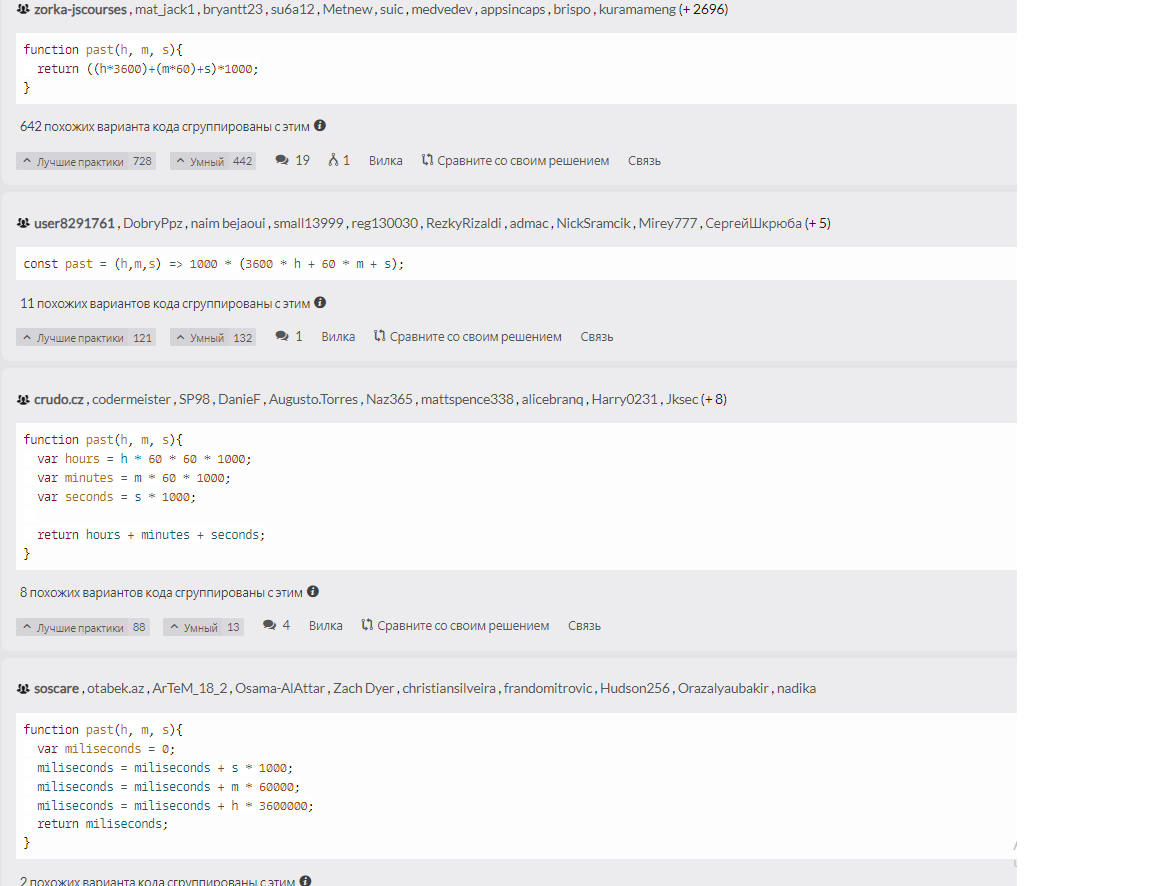 zorka-jscourses, mat_jack1, bryantt23, su6a12, Metnew, suic, medvedev, appsincaps, brispo, kuramameng (+ 2696)
function past(h, m, s){
  return ((h*3600)+(m*60)+s)*1000;
}
642 похожих варианта кода сгруппированы с этим
Лучшие практики 728 Умный 442 19 1 Вилка Сравните со своим решением Связь
user8291761, DobryPpz, naim bejaoui, small13999, reg130030, RezkyRizaldi, admac, NickSramcik, Mirey777, СергейШкрюба (+ 5)
const past = (h,m,s) => 1000 * (3600 * h + 60 * m + s);
11 похожих вариантов кода сгруппированы с этим
Лучшие практики 121 Умный 132 1 Вилка Сравните со своим решением Связь
crudo.cz, codermeister, SP98, DanieF, Augusto.Torres, Naz365, mattspence338, alicebranq, Harry0231, Jksec (+ 8)
function past(h, m, s){
  var hours = h * 60 * 60 * 1000;
  var minutes = m * 60 * 1000;
  var seconds = s * 1000;
  return hours + minutes + seconds;
}
8 похожих вариантов кода сгруппированы с этим
Лучшие практики 88 Умный 13 4 Вилка Сравните со своим решением Связь
soscare, otabek.az, ArTeM_18_2, Osama-AlAttar, Zach Dyer, christiansilveira, frandomitrovic, Hudson256, Orazalyaubakir, nadika
function past(h, m, s){
  var miliseconds = 0;
  miliseconds = miliseconds + s * 1000;
  miliseconds = miliseconds + m * 60000;
  miliseconds = miliseconds + h * 3600000;
  return miliseconds;
}
2 похожих варианта кода сгруппированы с этим